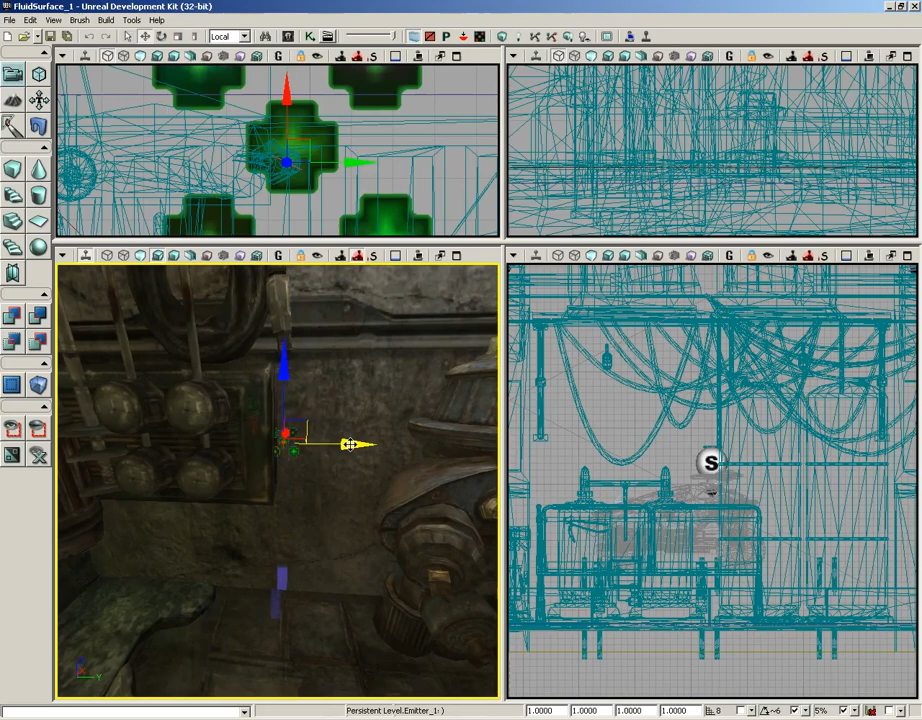 FluidSurface_1 - Unreal Development Kit (32-bit)
File Edit View Brush Build Tools Help
Local K P
G S
G S
G S
G S
S
Z X Y
Persistent Level.Emitter_1: ) 1.0000 1.0000 1.0000 1.0000 8 ~6 5%